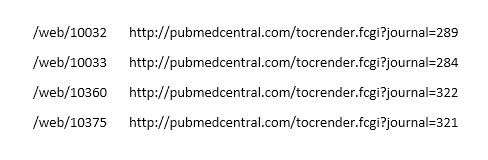 /web/10032 http://pubmedcentral.com/tocrender.fcgi?journal=289
/web/10033 http://pubmedcentral.com/tocrender.fcgi?journal=284
/web/10360 http://pubmedcentral.com/tocrender.fcgi?journal=322
/web/10375 http://pubmedcentral.com/tocrender.fcgi?journal=321